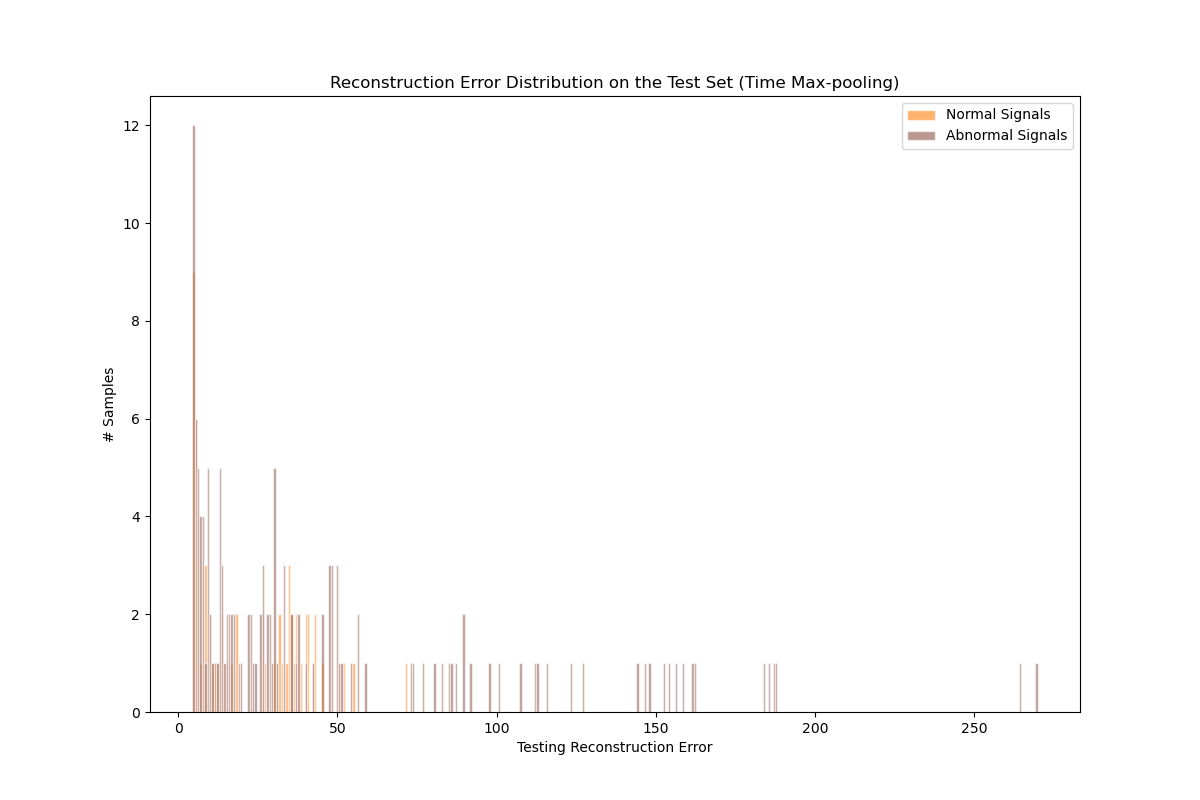 Reconstruction Error Distribution on the Test Set (Time Max-pooling)
Normal Signals
Abnormal Signals
12
10
8
6
4
2
0
# Samples
0 50 100 150 200 250
Testing Reconstruction Error